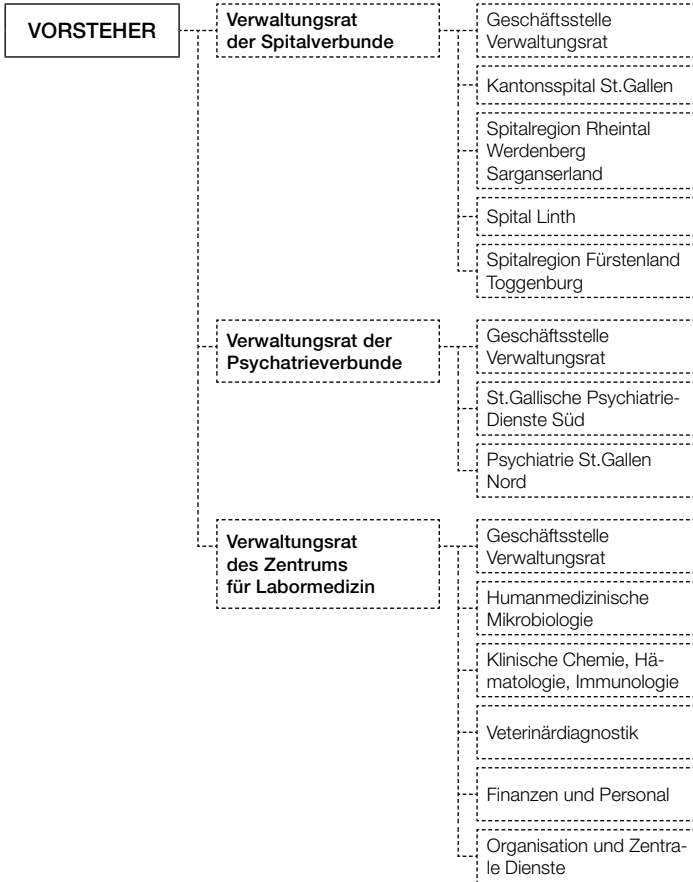 VORSTEHER
Verwaltungsrat
der Spitalverbunde
Geschäftsstelle
Verwaltungsrat
Kantonsspital St.Gallen
Spitalregion Rheintal
Werdenberg
Sarganserland
Spital Linth
Spitalregion Fürstenland
Toggenburg
Verwaltungsrat der
Psychatrieverbunde
Geschäftsstelle
Verwaltungsrat
St.Gallische Psychiatrie-
Dienste Süd
Psychiatrie St.Gallen
Nord
Verwaltungsrat
des Zentrums
für Labormedizin
Geschäftsstelle
Verwaltungsrat
Humanmedizinische
Mikrobiologie
Klinische Chemie, Hä-
matologie, Immunologie
Veterinärdiagnostik
Finanzen und Personal
Organisation und Zentra-
le Dienste